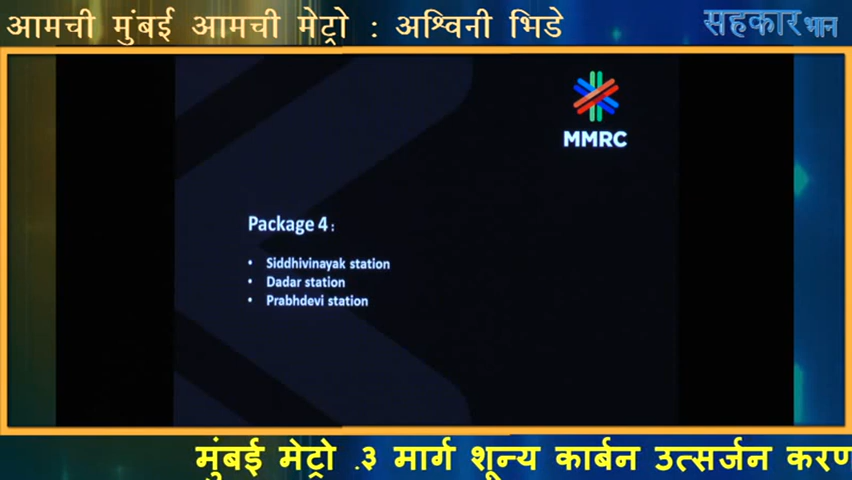 आमची मुंबई आमची मेट्रो : अश्विनी भिडे
सहकार भान
MMRC
Package 4 :
• Siddhivinayak station
• Dadar station
• Prabhdevi station
मुंबई मेट्रो .३ मार्ग शून्य कार्बन उत्सर्जन करण